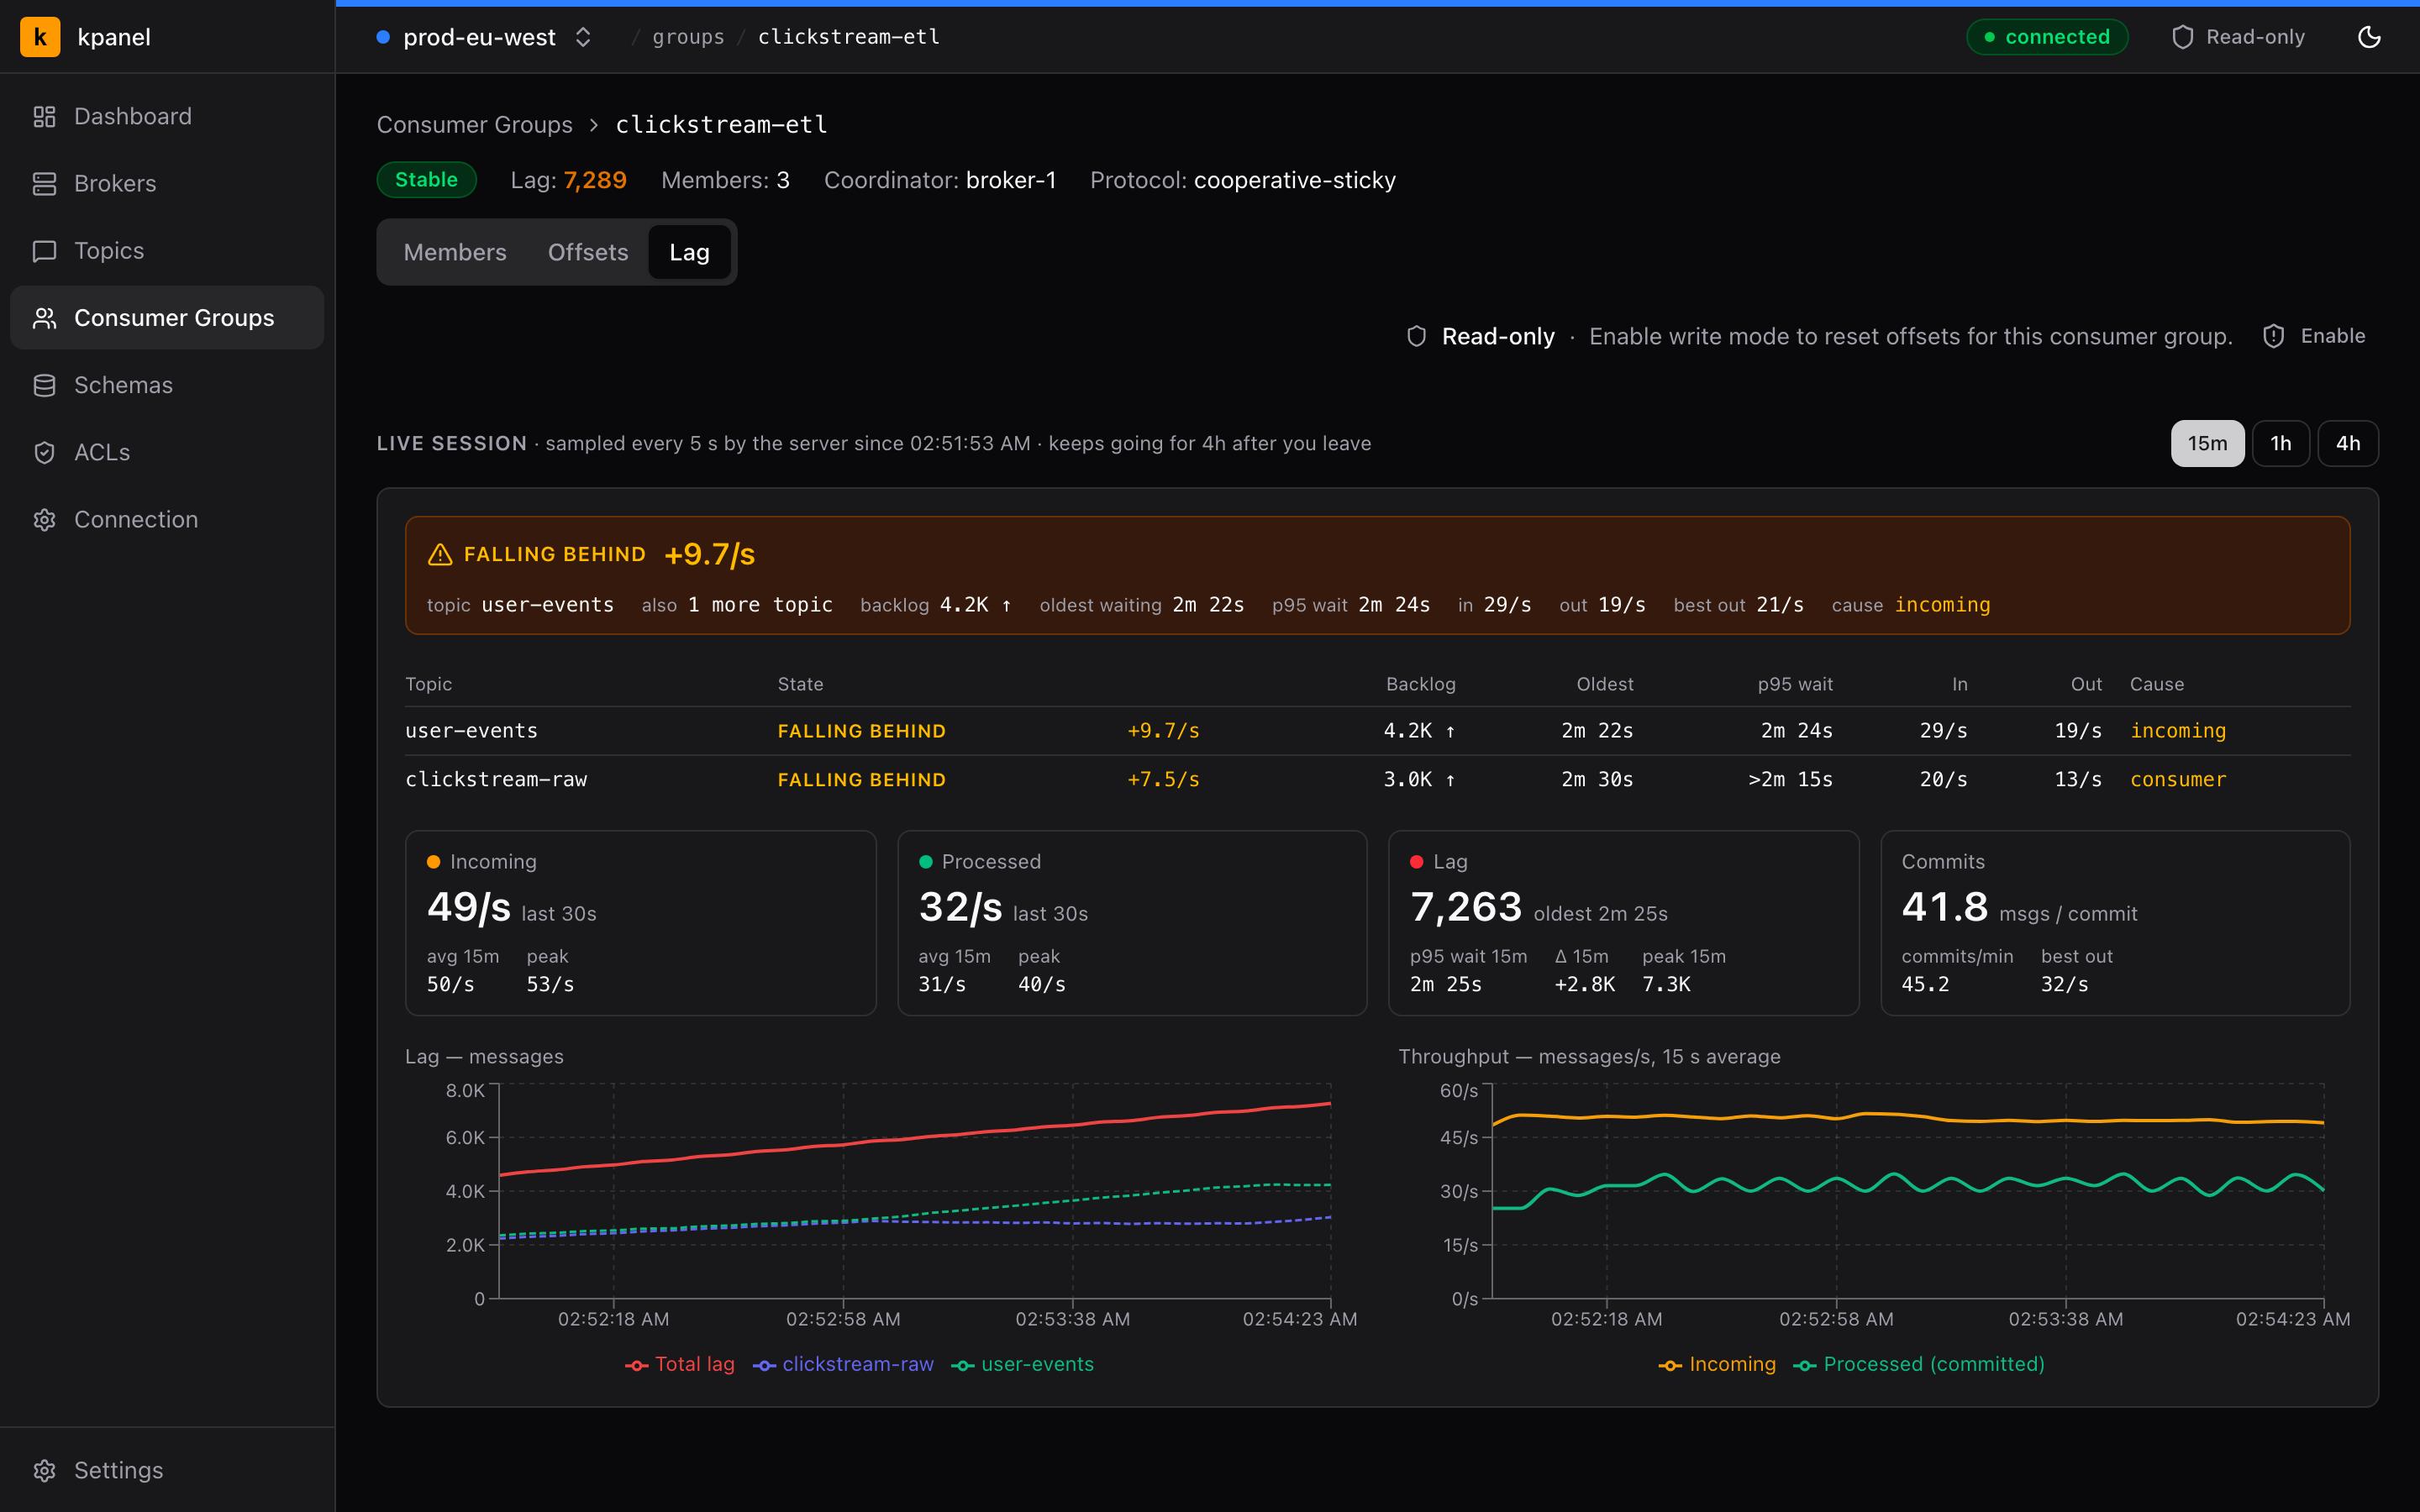 k kpanel
prod-eu-west / groups / clickstream-etl
connected
Read-only
Dashboard
Brokers
Topics
Consumer Groups
Schemas
ACLs
Connection
Settings
Consumer Groups > clickstream-etl
Stable Lag: 7,289 Members: 3 Coordinator: broker-1 Protocol: cooperative-sticky
Members Offsets Lag
Read-only · Enable write mode to reset offsets for this consumer group. Enable
LIVE SESSION · sampled every 5 s by the server since 02:51:53 AM · keeps going for 4h after you leave
15m 1h 4h
FALLING BEHIND +9.7/s
topic user-events also 1 more topic backlog 4.2K ↑ oldest waiting 2m 22s p95 wait 2m 24s in 29/s out 19/s best out 21/s cause incoming
Topic State Backlog Oldest p95 wait In Out Cause
user-events FALLING BEHIND +9.7/s 4.2K ↑ 2m 22s 2m 24s 29/s 19/s incoming
clickstream-raw FALLING BEHIND +7.5/s 3.0K ↑ 2m 30s >2m 15s 20/s 13/s consumer
Incoming
49/s last 30s
avg 15m peak
50/s 53/s
Processed
32/s last 30s
avg 15m peak
31/s 40/s
Lag
7,263 oldest 2m 25s
p95 wait 15m Δ 15m peak 15m
2m 25s +2.8K 7.3K
Commits
41.8 msgs / commit
commits/min best out
45.2 32/s
Lag — messages
8.0K
6.0K
4.0K
2.0K
0
02:52:18 AM 02:52:58 AM 02:53:38 AM 02:54:23 AM
Total lag clickstream-raw user-events
Throughput — messages/s, 15 s average
60/s
45/s
30/s
15/s
0/s
02:52:18 AM 02:52:58 AM 02:53:38 AM 02:54:23 AM
Incoming Processed (committed)